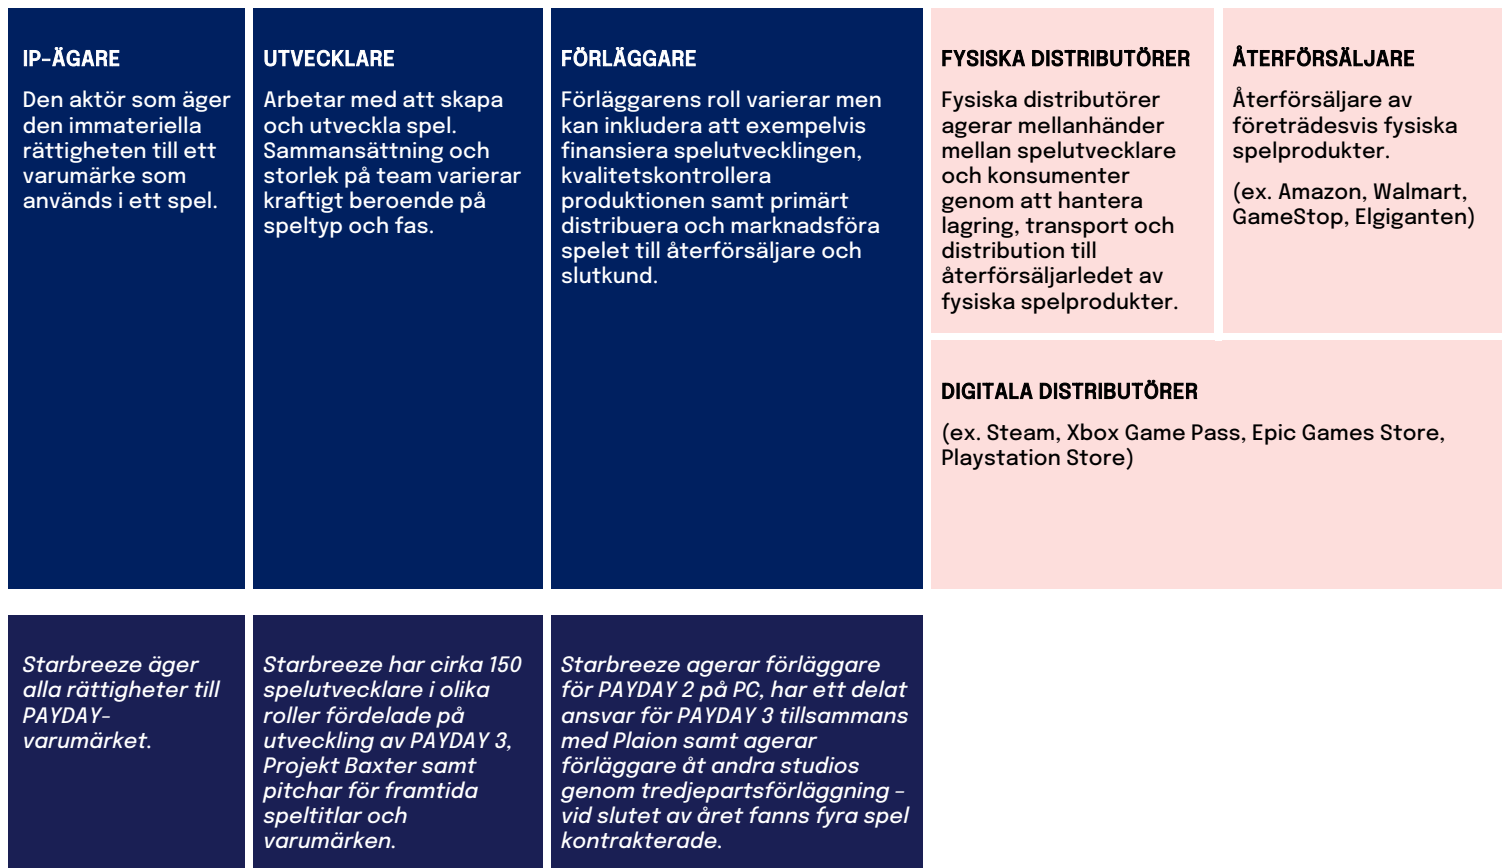 IP-ÄGARE
Den aktör som äger
den immateriella
rättigheten till ett
varumärke som
används i ett spel.
UTVECKLARE
Arbetar med att skapa
och utveckla spel.
Sammansättning och
storlek på team varierar
kraftigt beroende på
speltyp och fas.
FÖRLÄGGARE
Förläggarens roll varierar men
kan inkludera att exempelvis
finansiera spelutvecklingen,
kvalitetskontrollera
produktionen samt primärt
distribuera och marknadsföra
spelet till återförsäljare och
slutkund.
FYSISKA DISTRIBUTÖRER
Fysiska distributörer
agerar mellanhänder
mellan spelutvecklare
och konsumenter
genom att hantera
lagring, transport och
distribution till
återförsäljarledet av
fysiska spelprodukter.
ÅTERFÖRSÄLJARE
Återförsäljare av
företrädesvis fysiska
spelprodukter.
(ex. Amazon, Walmart,
GameStop, Elgiganten)
DIGITALA DISTRIBUTÖRER
(ex. Steam, Xbox Game Pass, Epic Games Store,
Playstation Store)
Starbreeze äger
alla rättigheter till
PAYDAY-
varumärket.
Starbreeze har cirka 150
spelutvecklare i olika
roller fördelade på
utveckling av PAYDAY 3,
Projekt Baxter samt
pitchar för framtida
speltitlar och
varumärken.
Starbreeze agerar förläggare
för PAYDAY 2 på PC, har ett delat
ansvar för PAYDAY 3 tillsammans
med Plaion samt agerar
förläggare åt andra studios
genom tredjepartsförläggning –
vid slutet av året fanns fyra spel
kontrakterade.